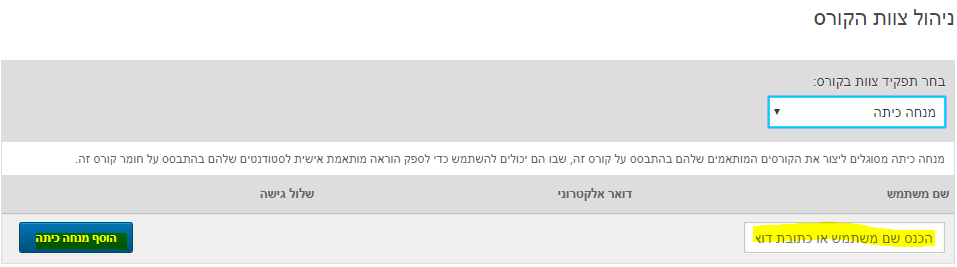 ניהול צוות הקורס
בחר תפקיד צוות בקורס:
מנחה כיתה
מנחה כיתה מסוגלים ליצור את הקורסים המותאמים שלהם בהתבסס על קורס זה, שבו הם יכולים להשתמש כדי לספק הוראה מותאמת אישית לסטודנטים שלהם בהתבסס על חומר קורס זה.
שם משתמש דואר אלקטרוני שלול גישה
הכנס שם משתמש או כתובת דוא הוסף מנחה כיתה